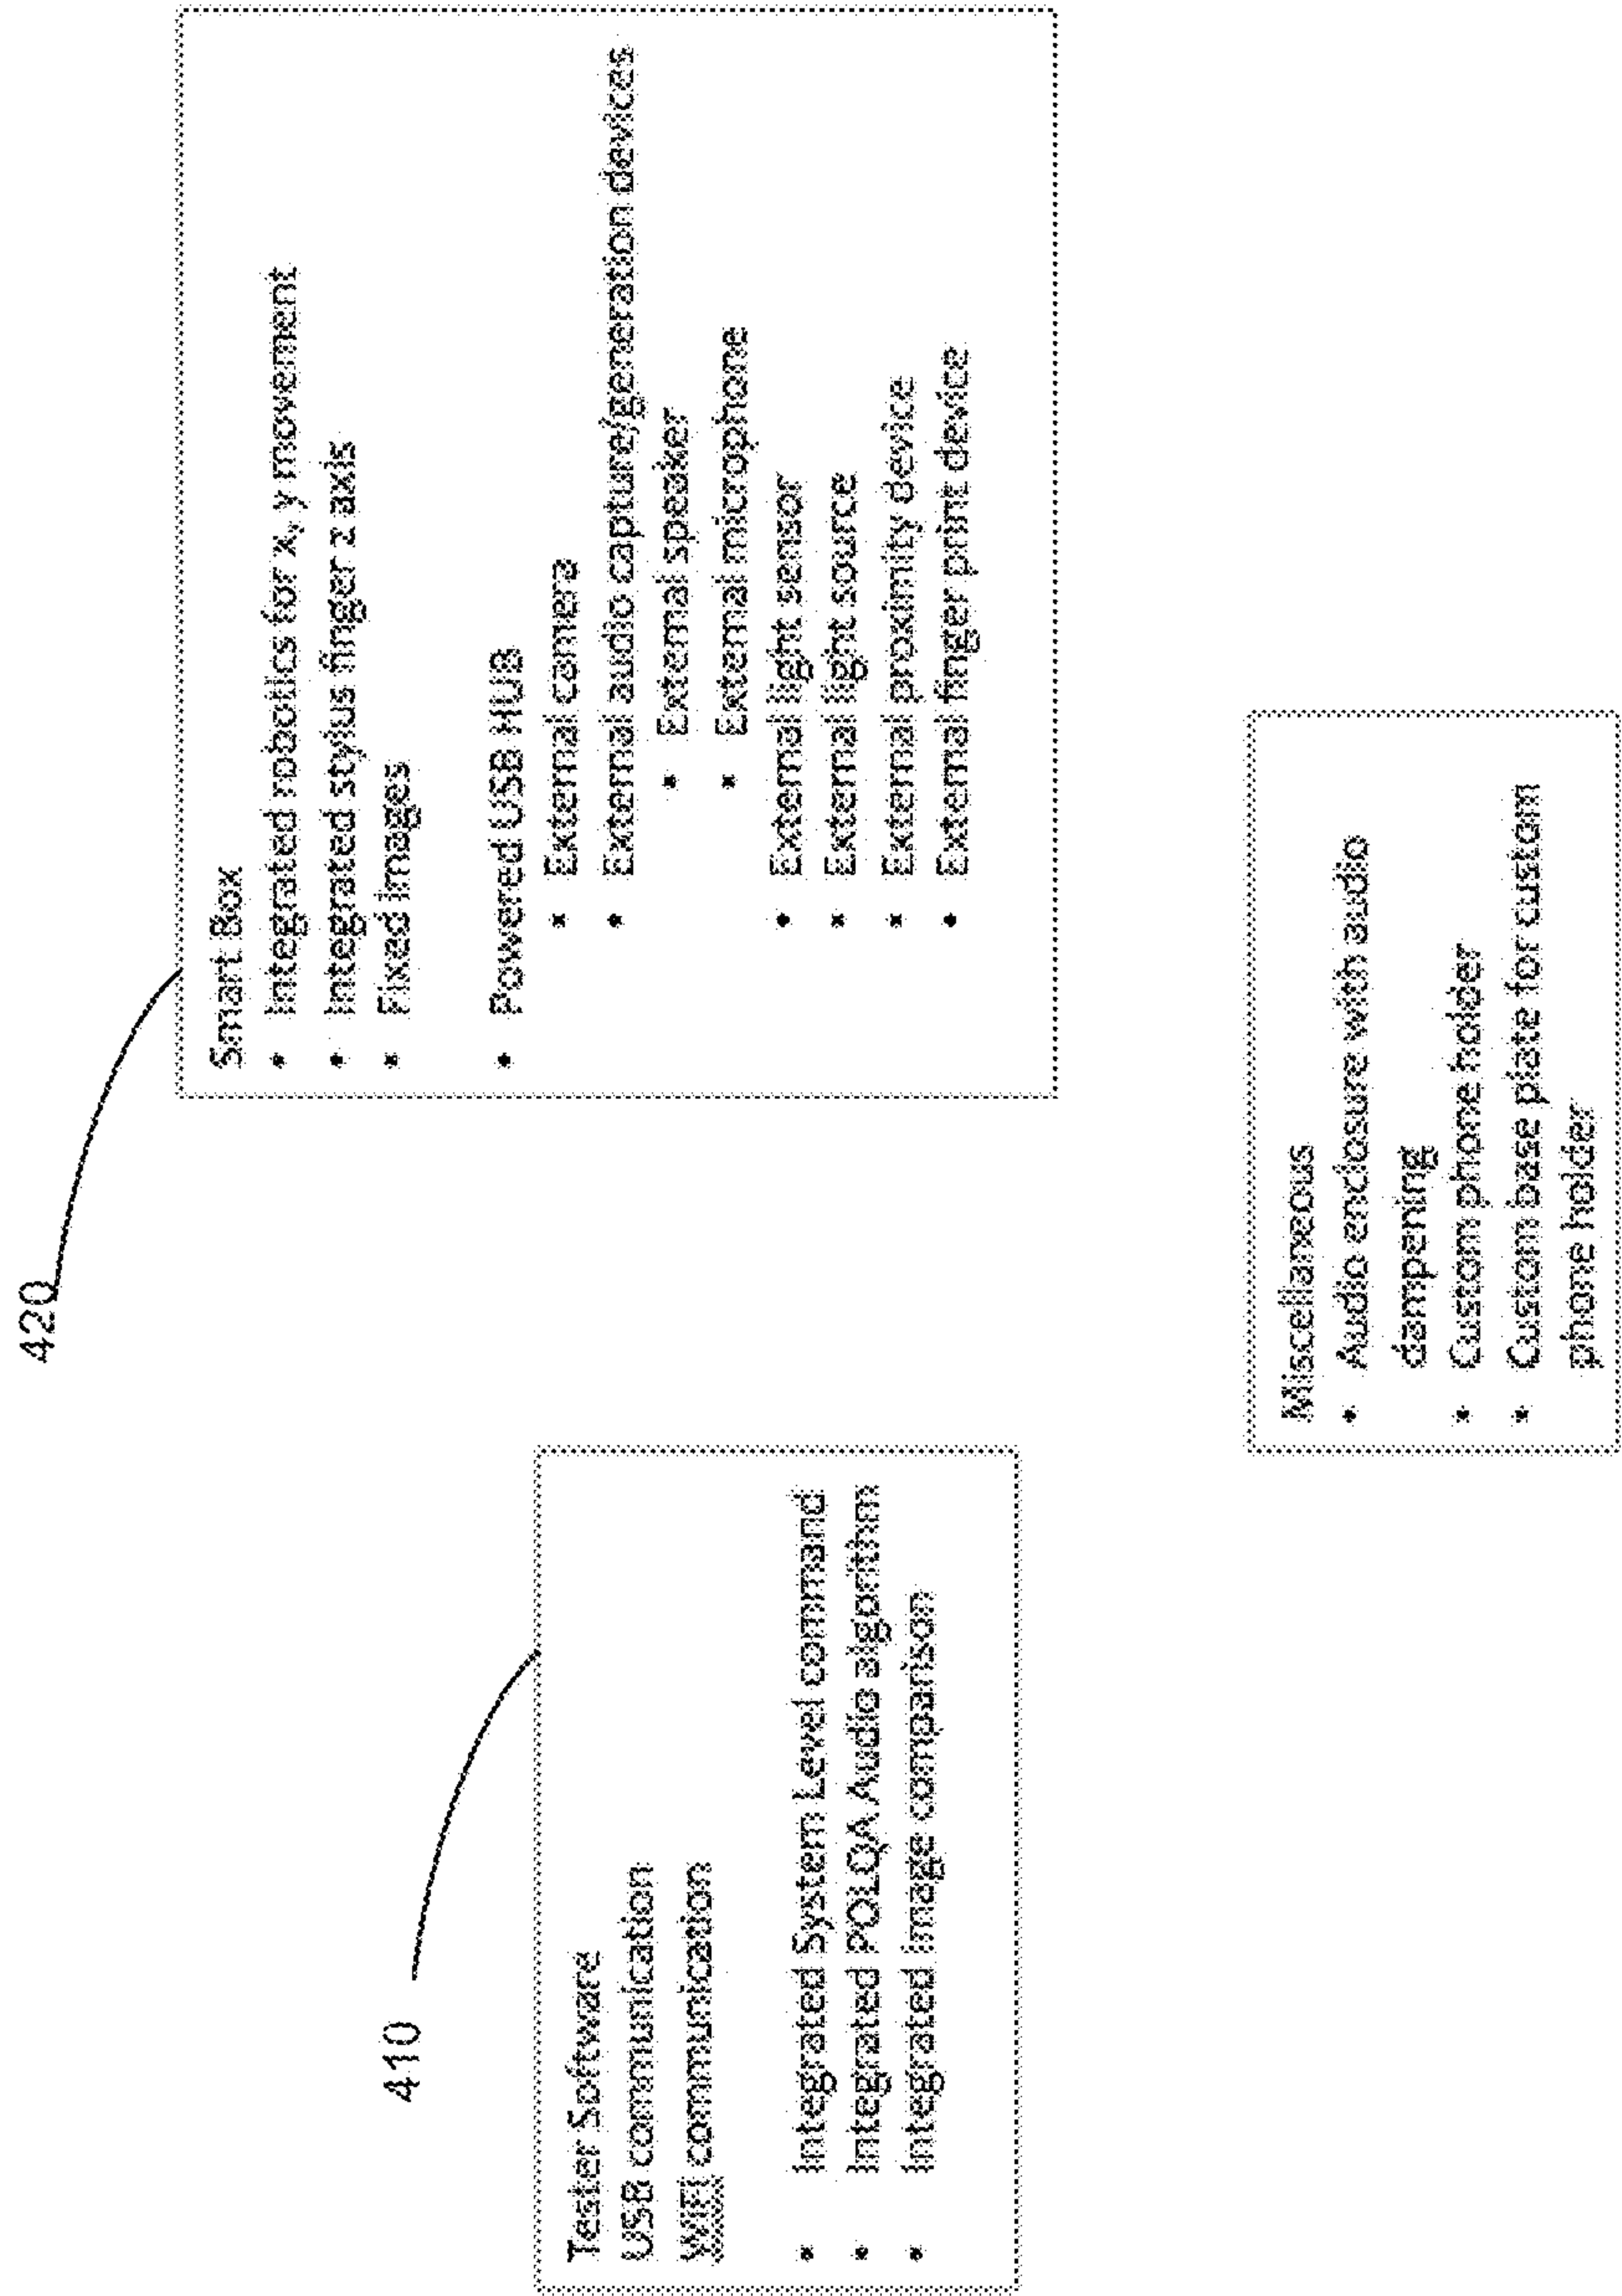 420
Smart Box
• Integrated robotics for x, y movement
• Integrated stylus finger z axis
• Fixed images
• Powered USB HUB
• External camera
• External audio capture/generation devices
• External speaker
• External microphone
• External light sensor
• External light source
• External proximity device
• External finger print device
410
Tester Software
USB communication
WIFI communication
• Integrated System Level command
• Integrated POLQA Audio algorithm
• Integrated image comparison
Miscellaneous
• Audio enclosure with audio
dampening
• Custom phone holder
• Custom base plate for custom
phone holder